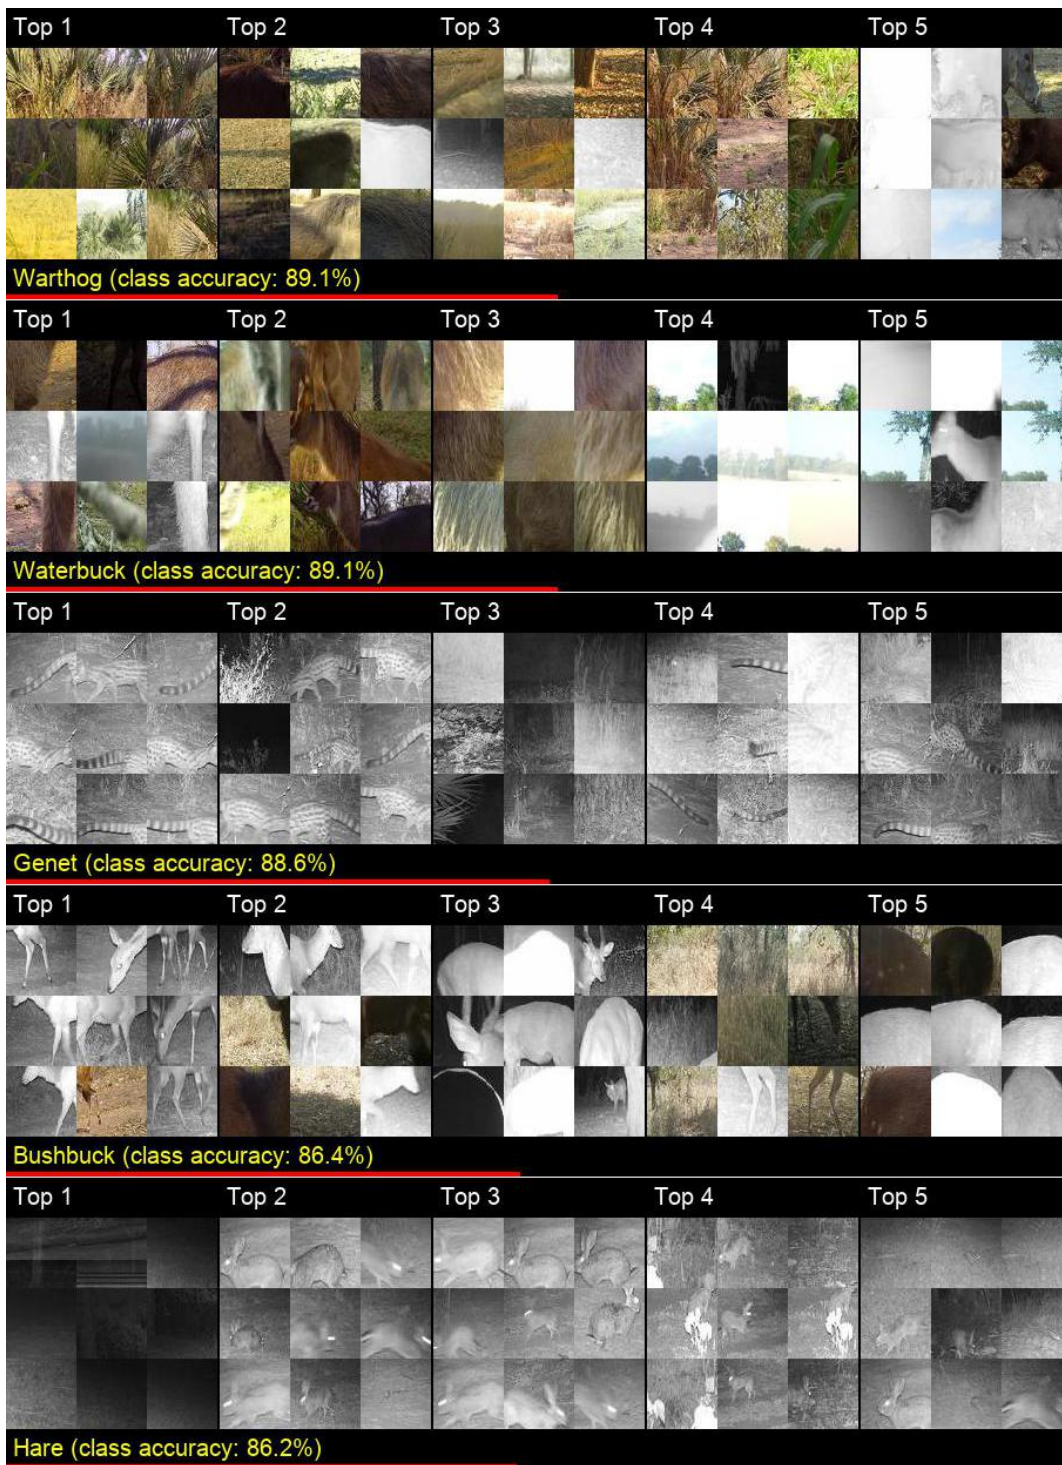 Top 1 Top 2 Top 3 Top 4 Top 5
Warthog (class accuracy: 89.1%)
Top 1 Top 2 Top 3 Top 4 Top 5
Waterbuck (class accuracy: 89.1%)
Top 1 Top 2 Top 3 Top 4 Top 5
Genet (class accuracy: 88.6%)
Top 1 Top 2 Top 3 Top 4 Top 5
Bushbuck (class accuracy: 86.4%)
Top 1 Top 2 Top 3 Top 4 Top 5
Hare (class accuracy: 86.2%)